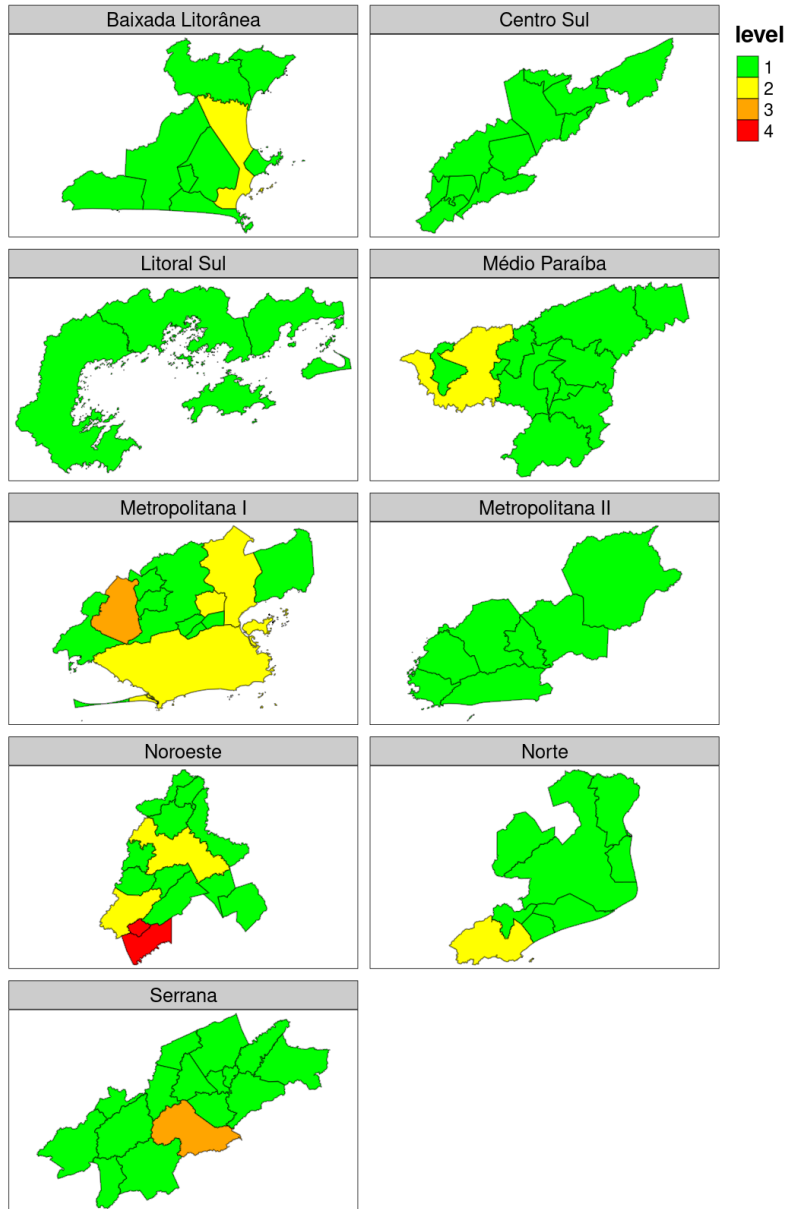 Baixada Litorânea
Centro Sul
level
1
2
3
4
Litoral Sul
Médio Paraíba
Metropolitana I
Metropolitana II
Noroeste
Norte
Serrana